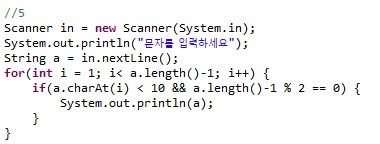 //5
Scanner in = new Scanner(System.in);
System.out.println("문자를 입력하세요");
String a = in.nextLine();
for(int i = 1; i< a.length()-1; i++) {
if(a.charAt(i) < 10 && a.length()-1 % 2 == 0) {
System.out.println(a);
}
}